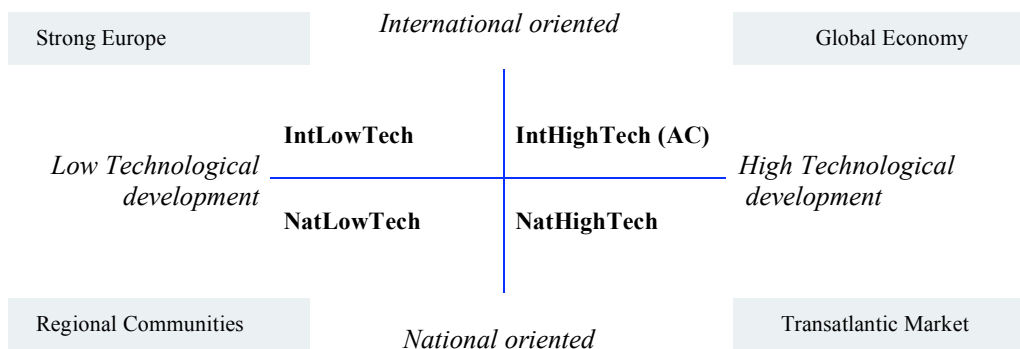 International oriented
Strong Europe
Global Economy
IntLowTech
IntHighTech (AC)
Low Technological
development
High Technological
development
NatLowTech
NatHighTech
Regional Communities
Transatlantic Market
National oriented